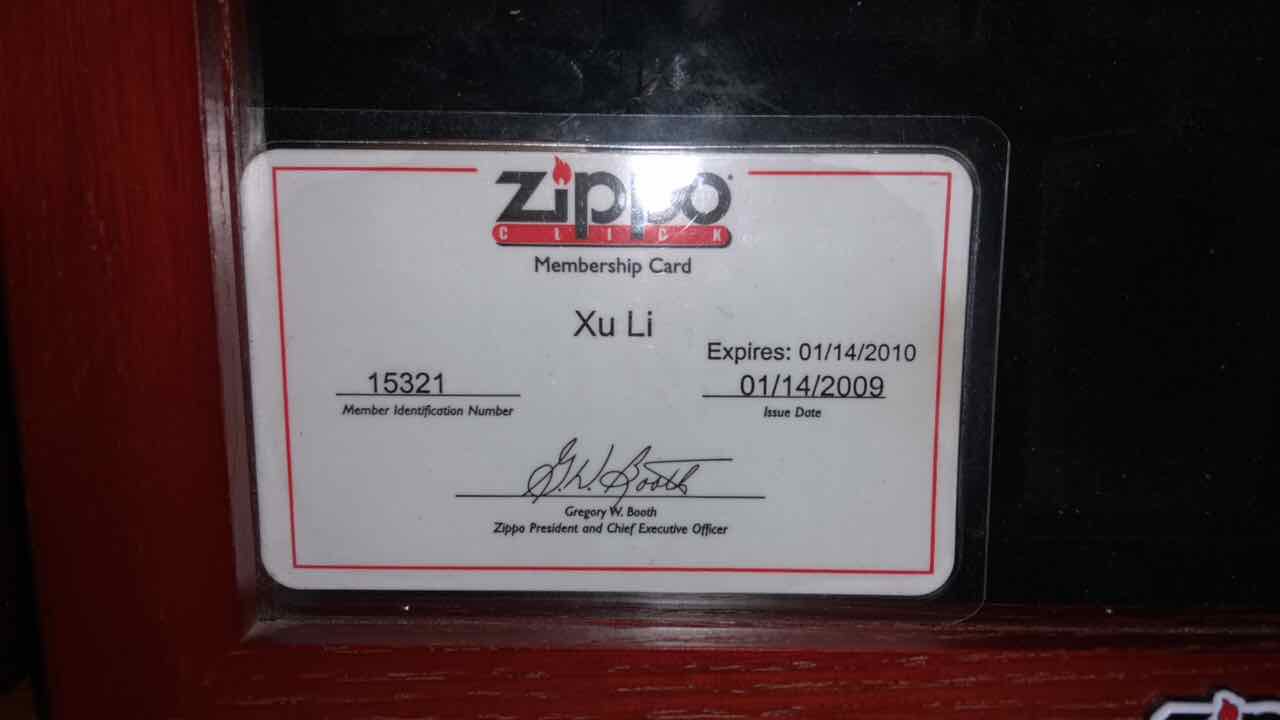 Zippo
CLICK
Membership Card
Xu Li
Expires: 01/14/2010
15321
01/14/2009
Member Identification Number
Issue Date
G.W. Booth
Gregory W. Booth
Zippo President and Chief Executive Officer